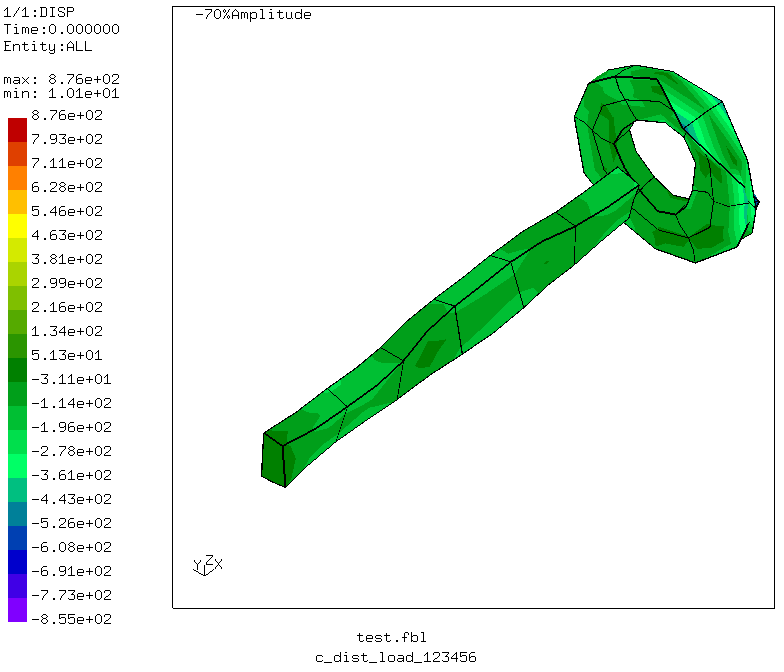 1/1:DISP
Time:0.000000
Entity:ALL
max: 8.76e+02
min: 1.01e+01
8.76e+02
7.93e+02
7.11e+02
6.28e+02
5.46e+02
4.63e+02
3.81e+02
2.99e+02
2.16e+02
1.34e+02
5.13e+01
-3.11e+01
-1.14e+02
-1.96e+02
-2.78e+02
-3.61e+02
-4.43e+02
-5.26e+02
-6.08e+02
-6.91e+02
-7.73e+02
-8.55e+02
-70%Amplitude
Y Z X
test.fbl
c_dist_load_123456